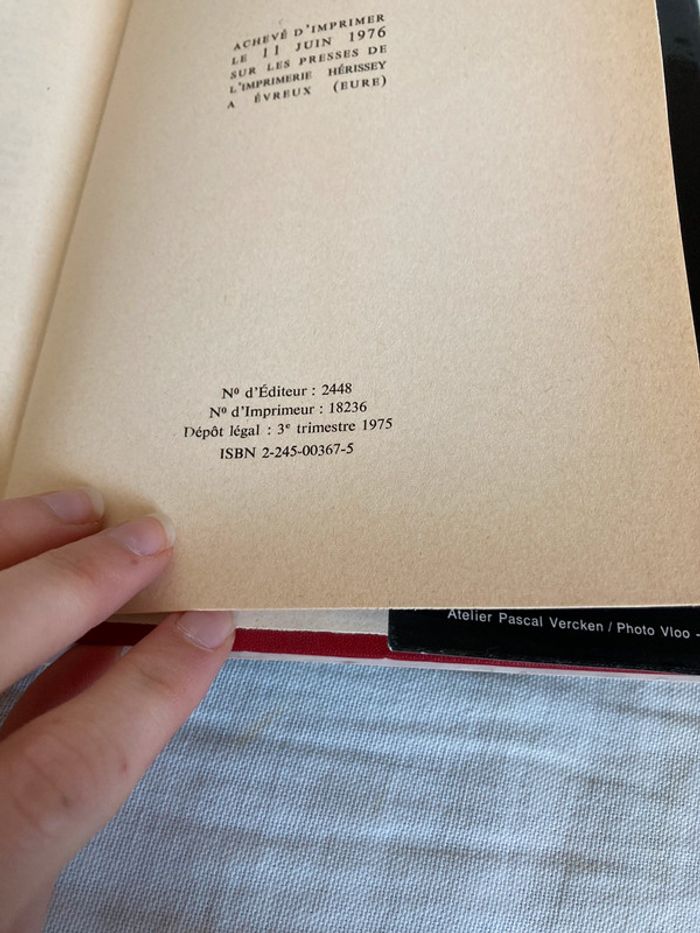 ACHEVÉ D'IMPRIMER
LE 11 JUIN 1976
SUR LES PRESSES DE
L'IMPRIMERIE HÉRISSEY
A ÉVREUX (EURE)
Nº d'Éditeur : 2448
Nº d'Imprimeur : 18236
Dépôt légal : 3e trimestre 1975
ISBN 2-245-00367-5
Atelier Pascal Vercken / Photo Vloo -